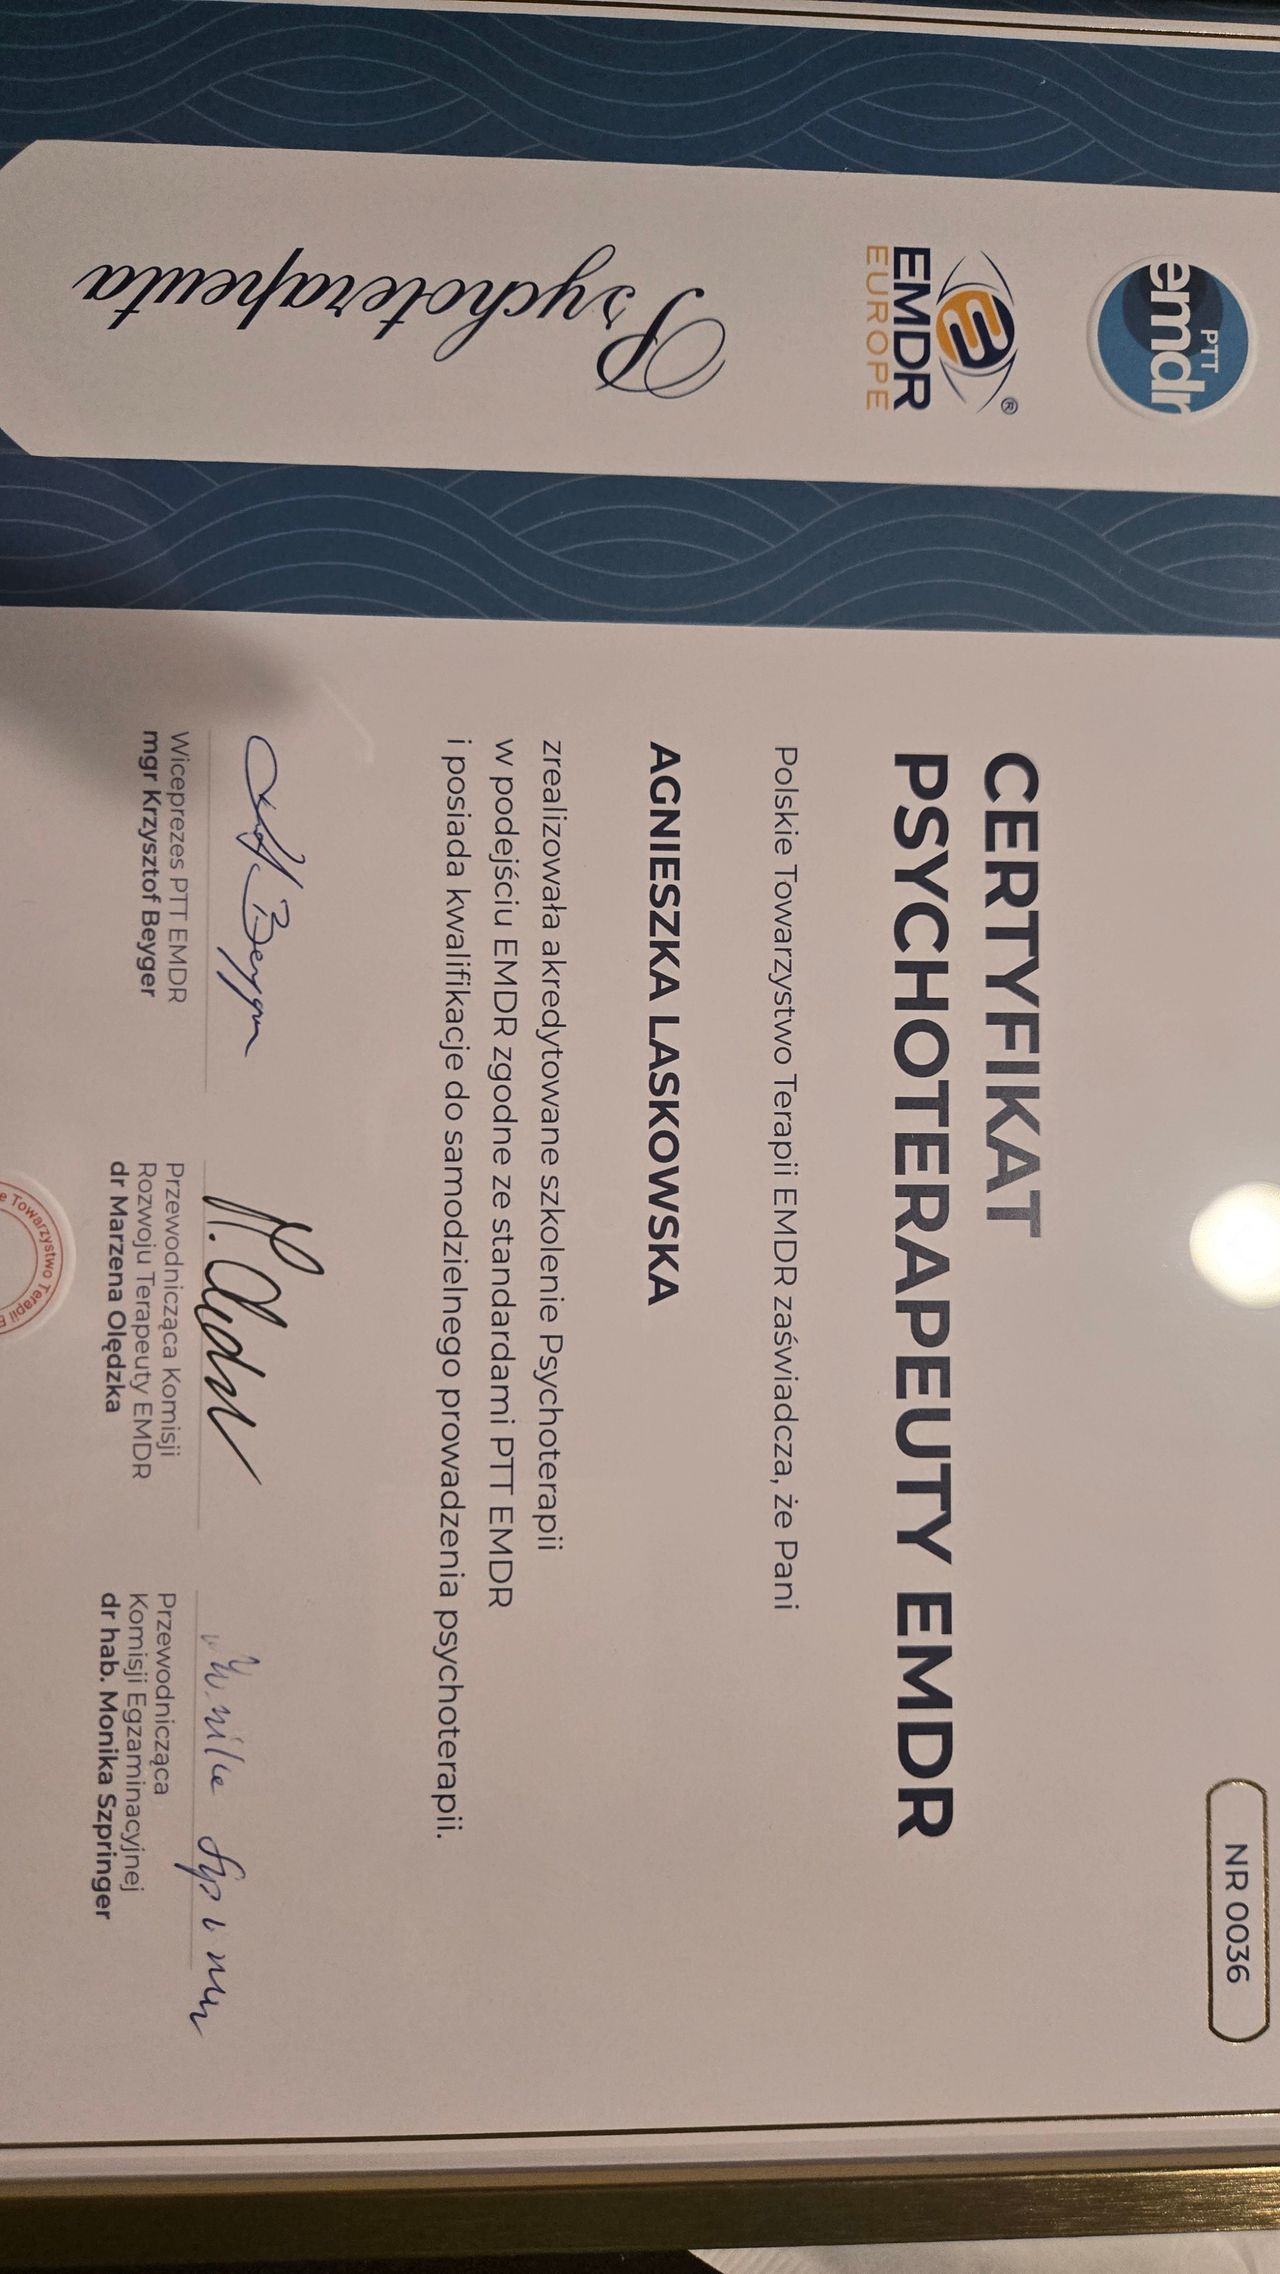 PTT
emdr
EMDR
EUROPE
®
Psychoterapeuta
NR 0036
CERTYFIKAT
PSYCHOTERAPEUTY EMDR
Polskie Towarzystwo Terapii EMDR zaświadcza, że Pani
AGNIESZKA LASKOWSKA
zrealizowała akredytowane szkolenie Psychoterapii
w podejściu EMDR zgodne ze standardami PTT EMDR
i posiada kwalifikacje do samodzielnego prowadzenia psychoterapii.
Wiceprezes PTT EMDR
mgr Krzysztof Beyger
Przewodnicząca Komisji
Rozwoju Terapeuty EMDR
dr Marzena Olędzka
Przewodnicząca
Komisji Egzaminacyjnej
dr hab. Monika Szpringer
Towarzystwo Terapii